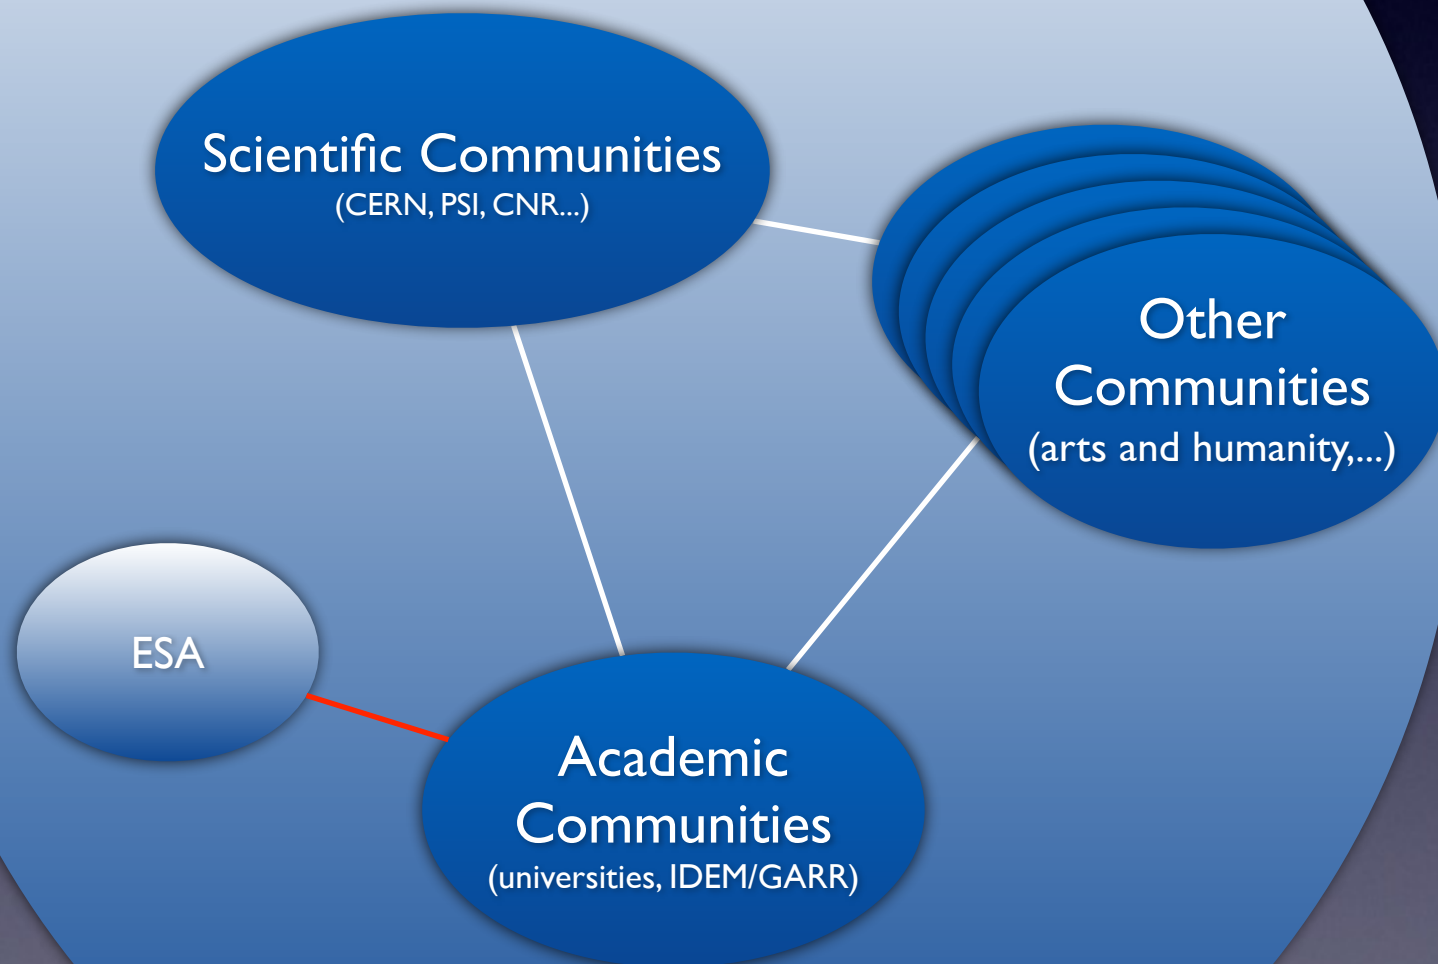 Scientific Communities
(CERN, PSI, CNR...)
Other
Communities
(arts and humanity,...)
ESA
Academic
Communities
(universities, IDEM/GARR)